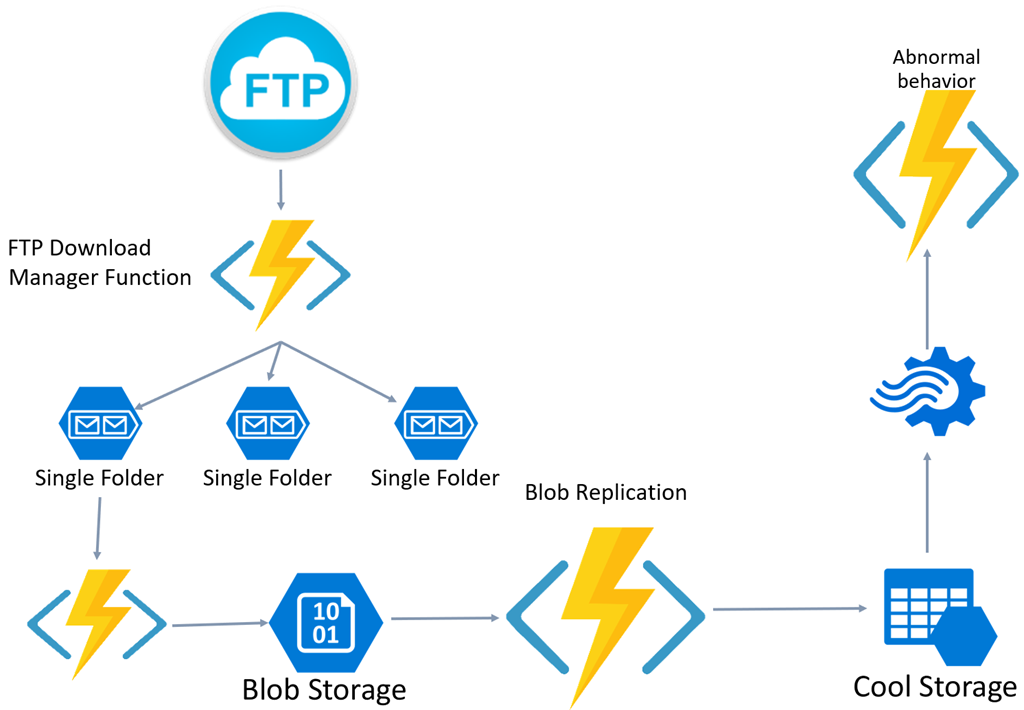 FTP
Abnormal
behavior
FTP Download
Manager Function
Single Folder
Single Folder
Single Folder
Blob Replication
10
01
Blob Storage
Cool Storage